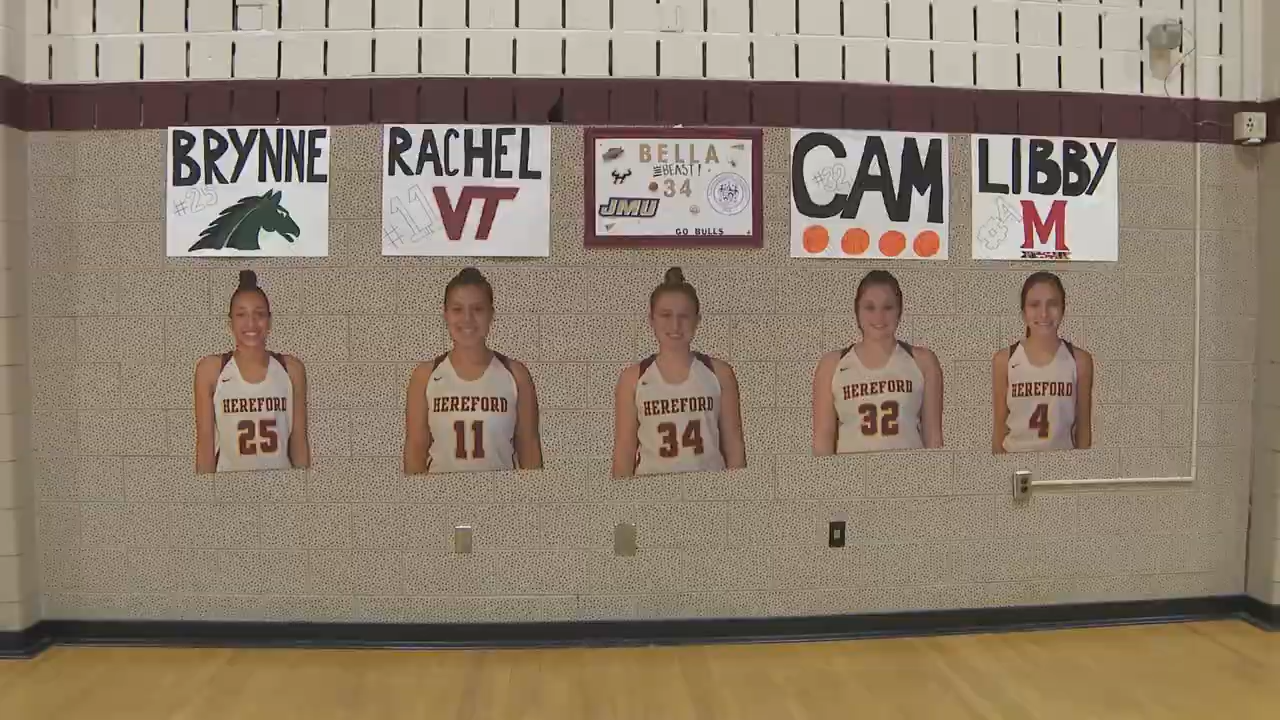 BRYNNE
#25
RACHEL
#11
VT
BELLA
THE BEAST!
34
JMU
GO BULLS
CAM
#32
LIBBY
#4
M
HEREFORD
25
HEREFORD
11
HEREFORD
34
HEREFORD
32
HEREFORD
4